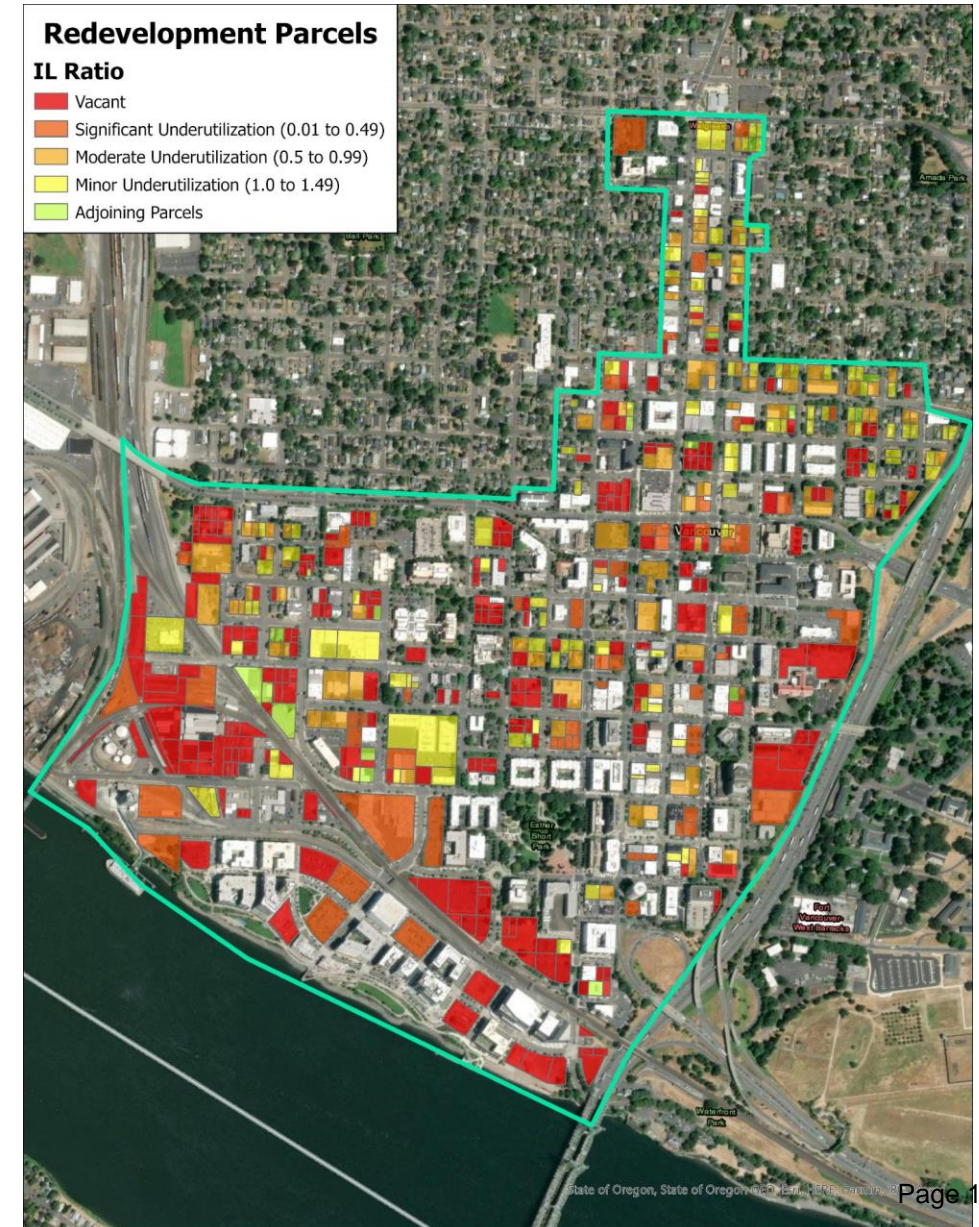 Redevelopment Parcels
IL Ratio
Vacant
Significant Underutilization (0.01 to 0.49)
Moderate Underutilization (0.5 to 0.99)
Minor Underutilization (1.0 to 1.49)
Adjoining Parcels
Arnada Park
Vancouver
Esther
Short
Park
Fort
Vancouver-
West Barracks
Waterfront
Park
State of Oregon, State of Oregon GEO, Esri, HERE, Garmin,
Page 1